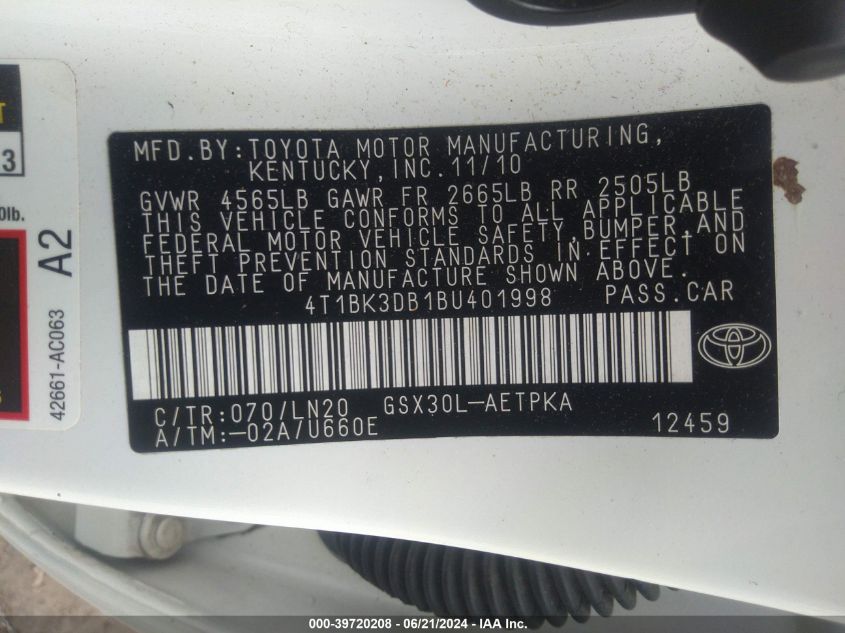 T
3
0lb.
A2
42661-AC063
MFD.BY:TOYOTA MOTOR MANUFACTURING,
KENTUCKY,INC.11/10
GVWR 4565LB GAWR FR 2665LB RR 2505LB
THIS VEHICLE CONFORMS TO ALL APPLICABLE
FEDERAL MOTOR VEHICLE SAFETY,BUMPER,AND
THEFT PREVENTION STANDARDS IN EFFECT ON
THE DATE OF MANUFACTURE SHOWN ABOVE.
4T1BK3DB1BU401998 PASS.CAR
C/TR:070/LN20 GSX30L-AETPKA
A/TM:-02A/U660E 12459
000-39720208 - 06/21/2024 - IAA Inc.